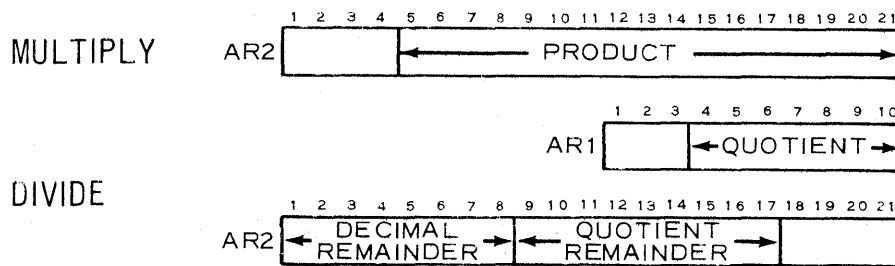 1 2 3 4 5 6 7 8 9 10 11 12 13 14 15 16 17 18 19 20 21
MULTIPLY AR2 PRODUCT
1 2 3 4 5 6 7 8 9 10
AR1 QUOTIENT
DIVIDE
1 2 3 4 5 6 7 8 9 10 11 12 13 14 15 16 17 18 19 20 21
AR2 DECIMAL REMAINDER QUOTIENT REMAINDER